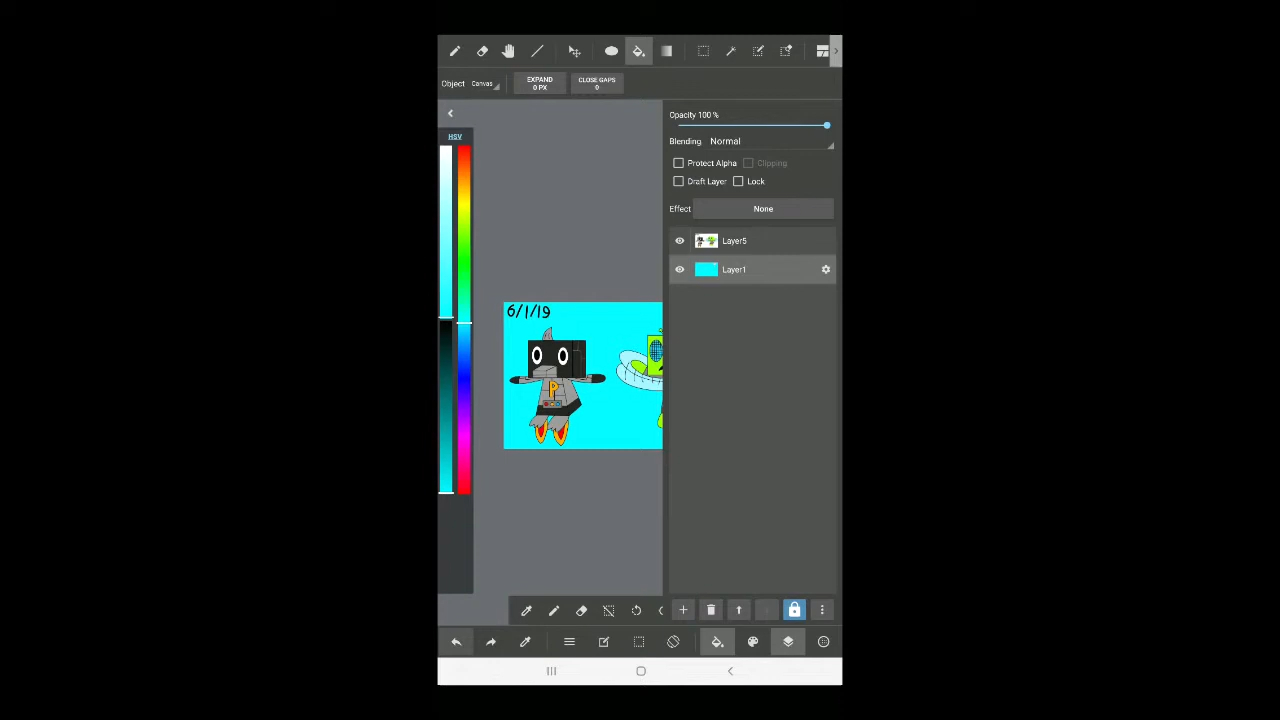 Object Canvas EXPAND CLOSE GAPS
0 PX 0
Opacity 100 %
HSV
Blending Normal
Protect Alpha Clipping
Draft Layer Lock
Effect None
Layer5
Layer1
6/1/19
P